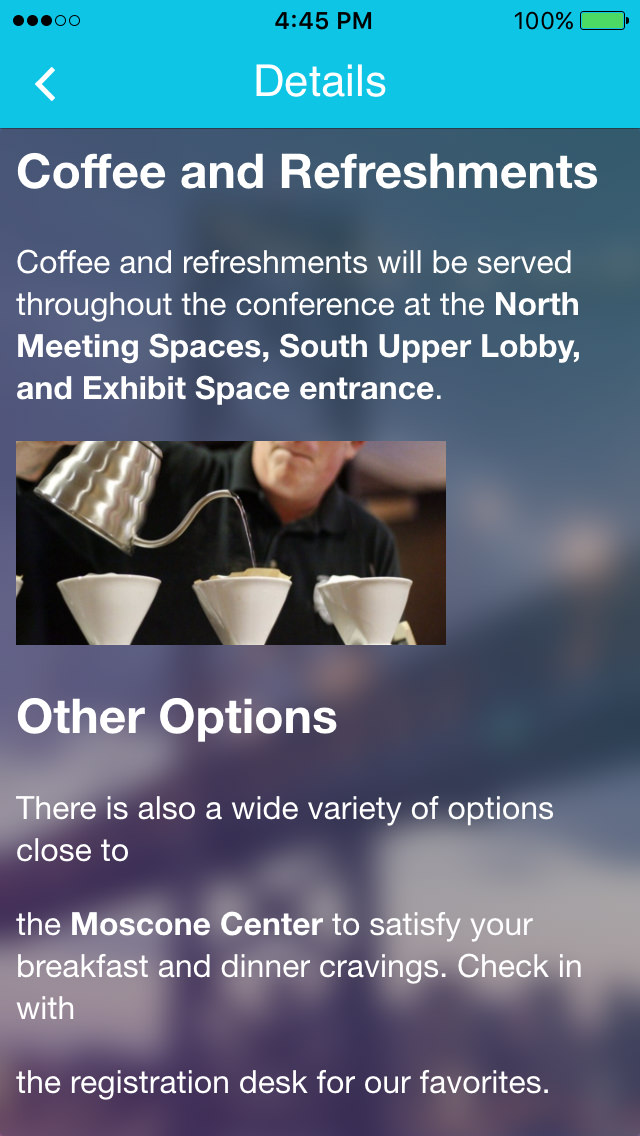 4:45 PM
100%
Details
Coffee and Refreshments
Coffee and refreshments will be served
throughout the conference at the North
Meeting Spaces, South Upper Lobby,
and Exhibit Space entrance.
Other Options
There is also a wide variety of options
close to
the Moscone Center to satisfy your
breakfast and dinner cravings. Check in
with
the registration desk for our favorites.